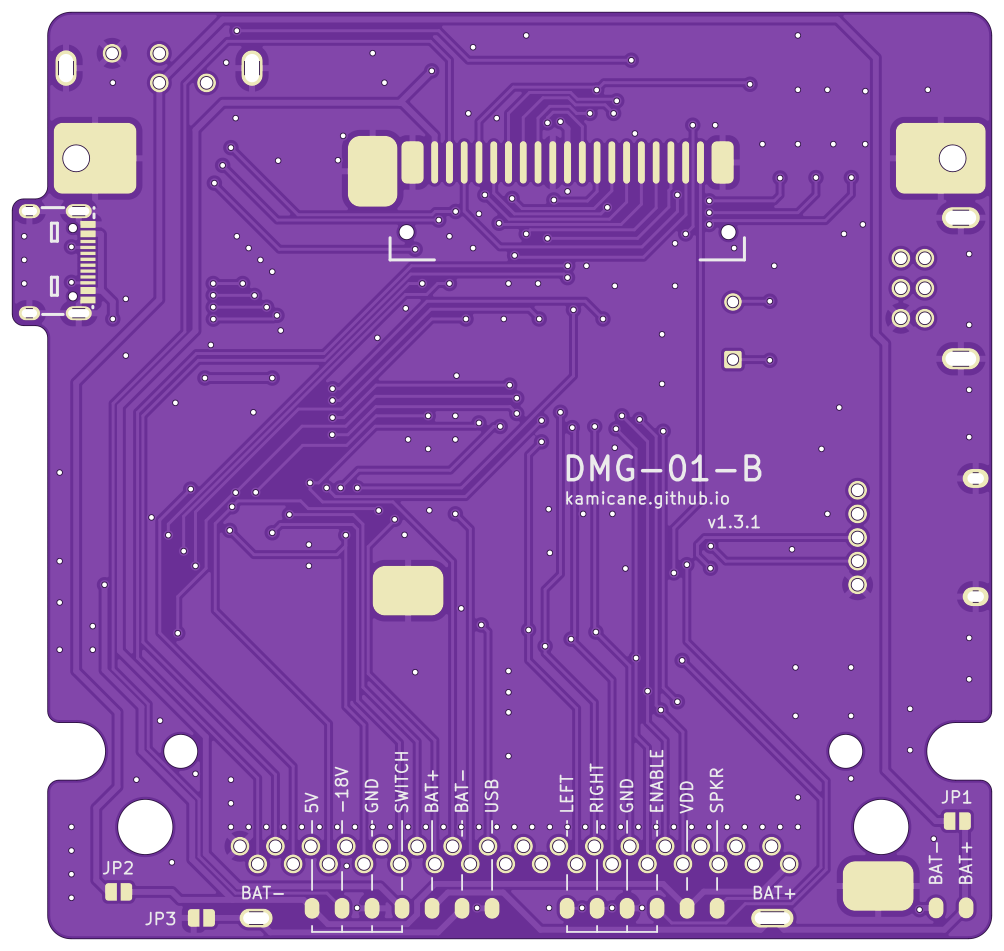 DMG-01-B
kamicane.github.io
v1.3.1
5V
-18V
GND
SWITCH
BAT+
BAT-
USB
LEFT
RIGHT
GND
ENABLE
VDD
SPKR
JP1
BAT-
BAT+
JP2
JP3
BAT-
BAT+